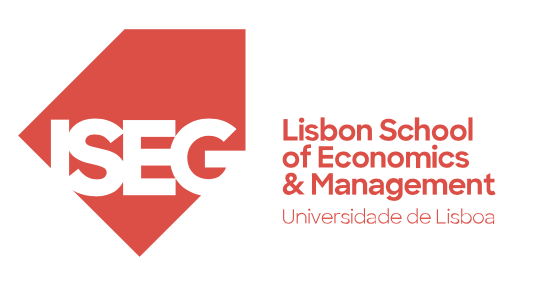 ISEG
Lisbon School
of Economics
& Management
Universidade de Lisboa